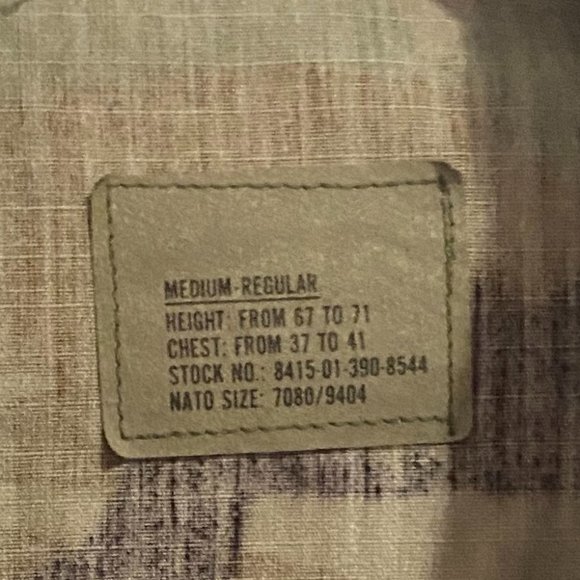 MEDIUM-REGULAR
HEIGHT: FROM 67 TO 71
CHEST: FROM 37 TO 41
STOCK NO.: 8415-01-390-8544
NATO SIZE: 7080/9404